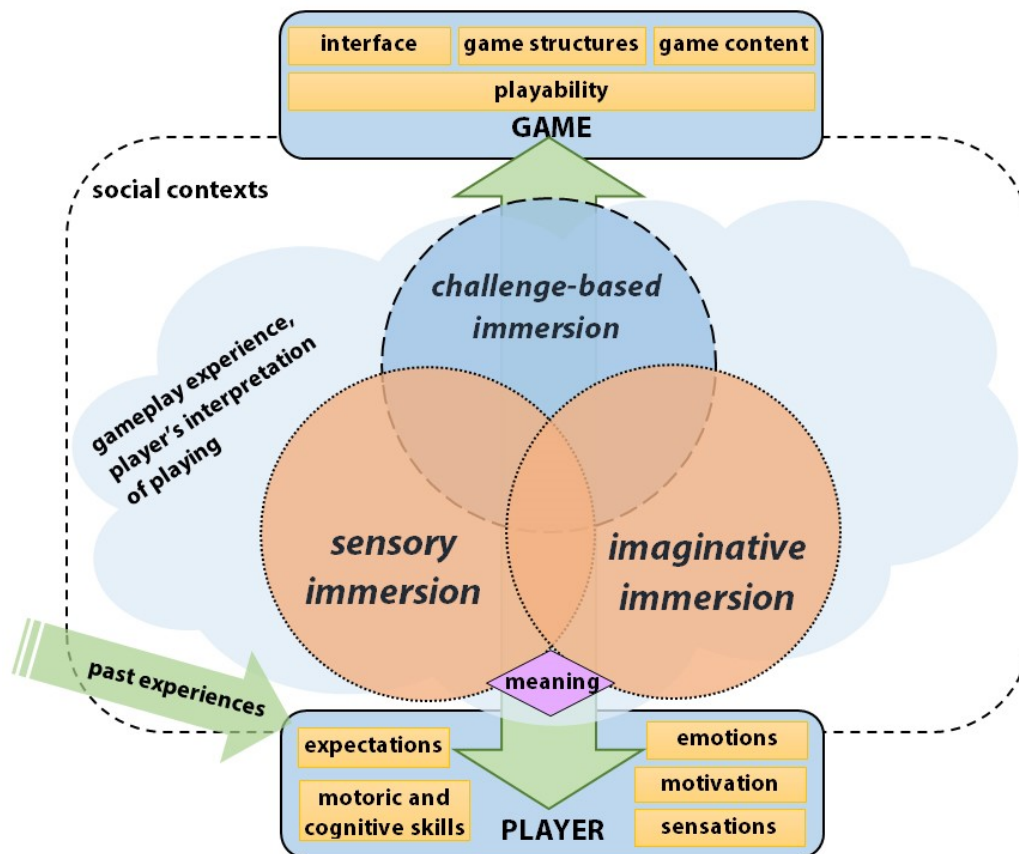 interface
game structures
game content
playability
GAME
social contexts
challenge-based
immersion
gameplay experience,
player's interpretation
of playing
sensory
immersion
imaginative
immersion
past experiences
meaning
expectations
motoric and
cognitive skills
PLAYER
emotions
motivation
sensations